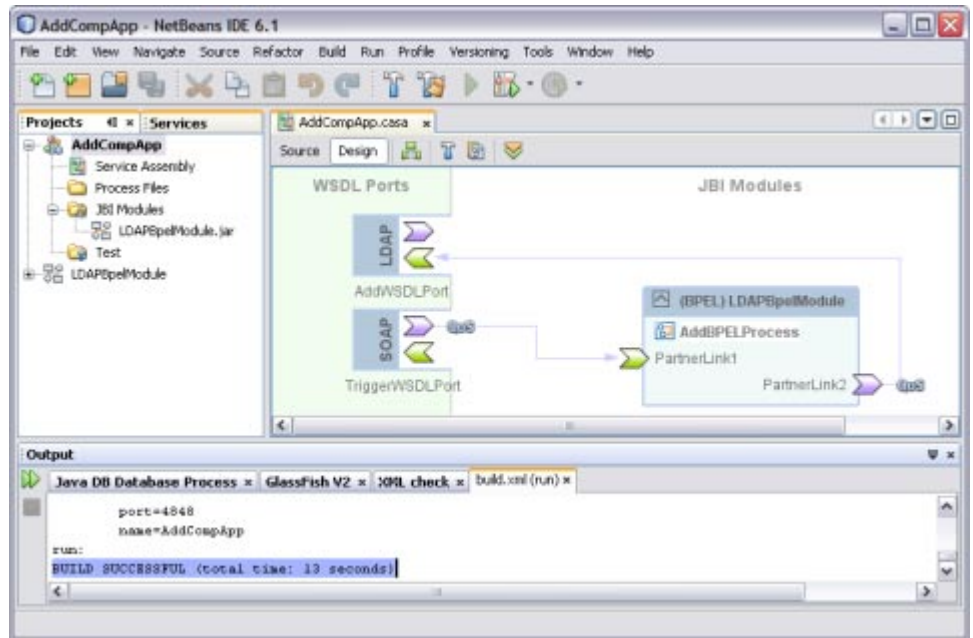 AddCompApp - NetBeans IDE 6.1
File Edit View Navigate Source Refactor Build Run Profile Versioning Tools Window Help
Projects Services
AddCompApp
Service Assembly
Process Files
JBI Modules
LDAPBpelModule.jar
Test
LDAPBpelModule
AddCompApp.casa
Source Design
WSDL Ports JBI Modules
LDAP
AddWSDLPort
SOAP
QoS
TriggerWSDLPort
(BPEL) LDAPBpelModule
AddBPELProcess
PartnerLink1
PartnerLink2 QoS
Output
Java DB Database Process GlassFish V2 XML check build.xml (run)
port=4848
name=AddCompApp
run:
BUILD SUCCESSFUL (total time: 13 seconds)